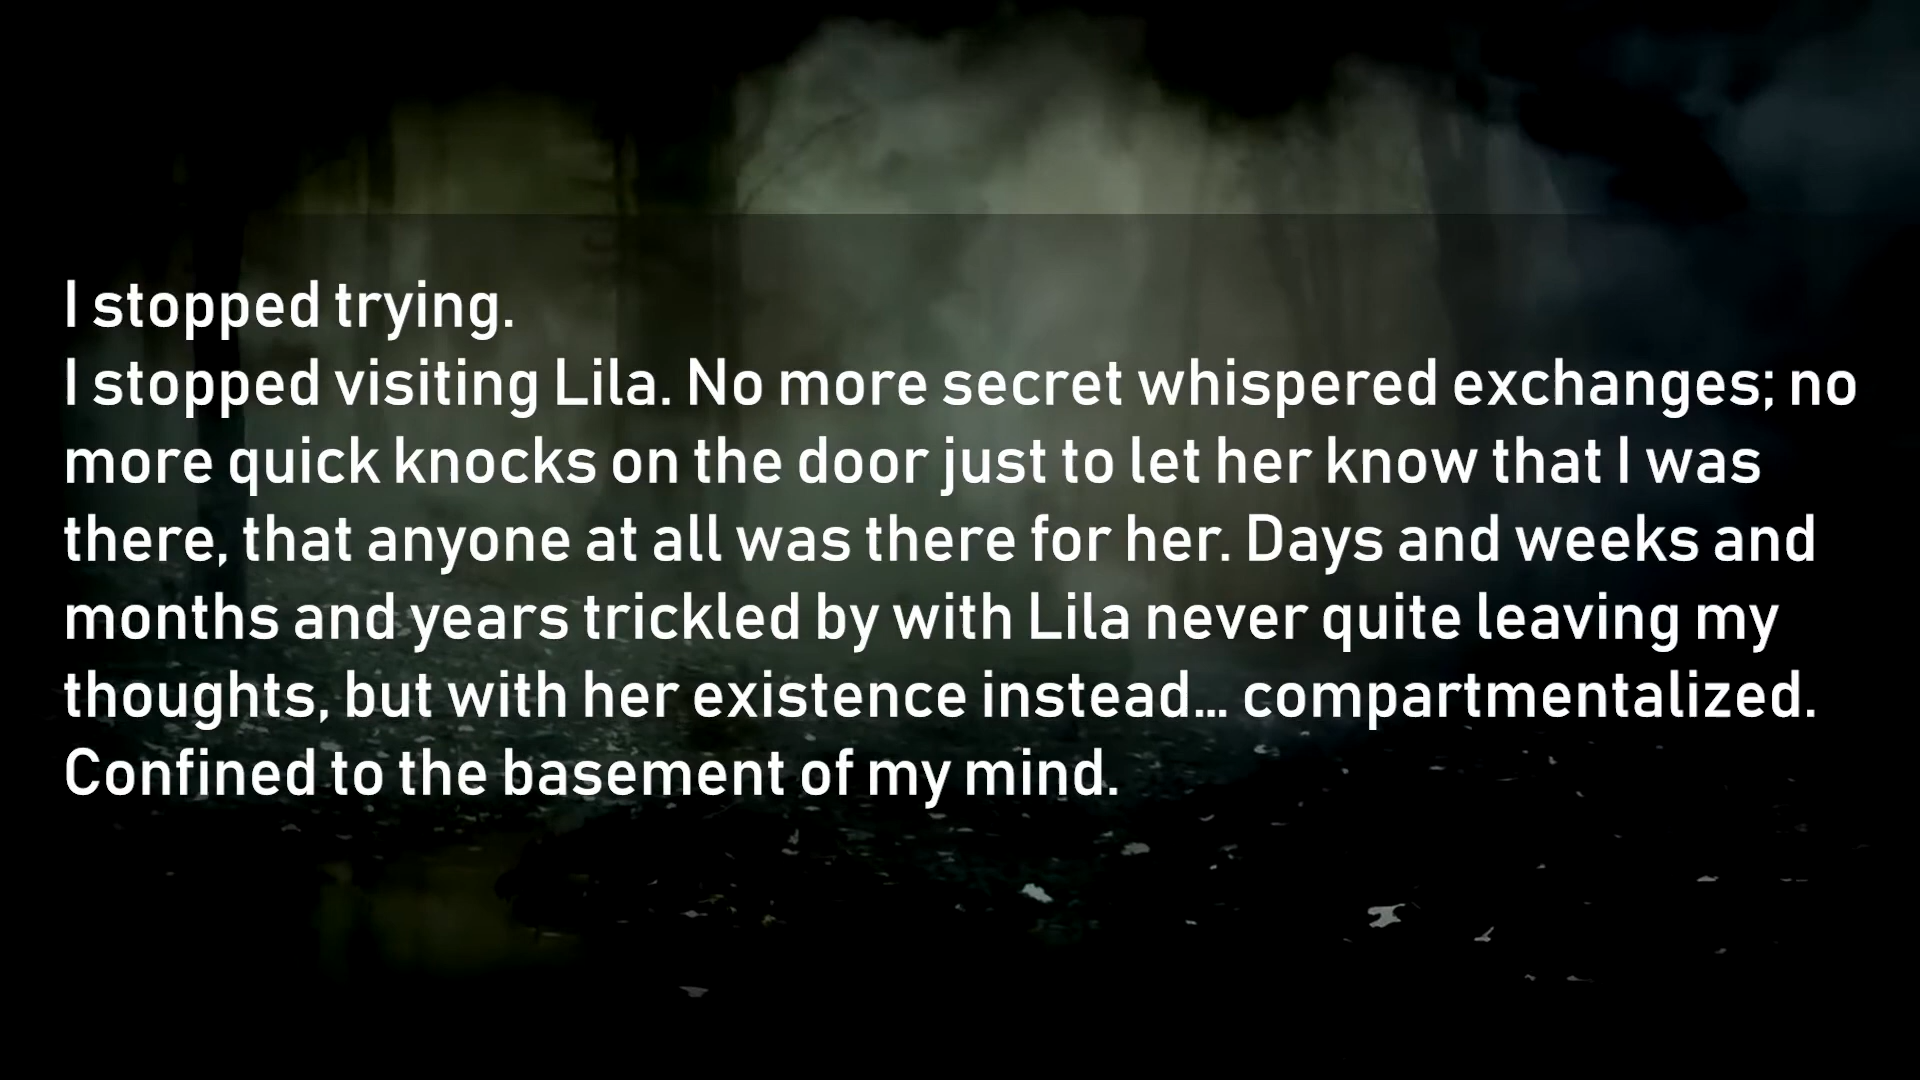 I stopped trying.
I stopped visiting Lila. No more secret whispered exchanges; no
more quick knocks on the door just to let her know that I was
there, that anyone at all was there for her. Days and weeks and
months and years trickled by with Lila never quite leaving my
thoughts, but with her existence instead... compartmentalized.
Confined to the basement of my mind.